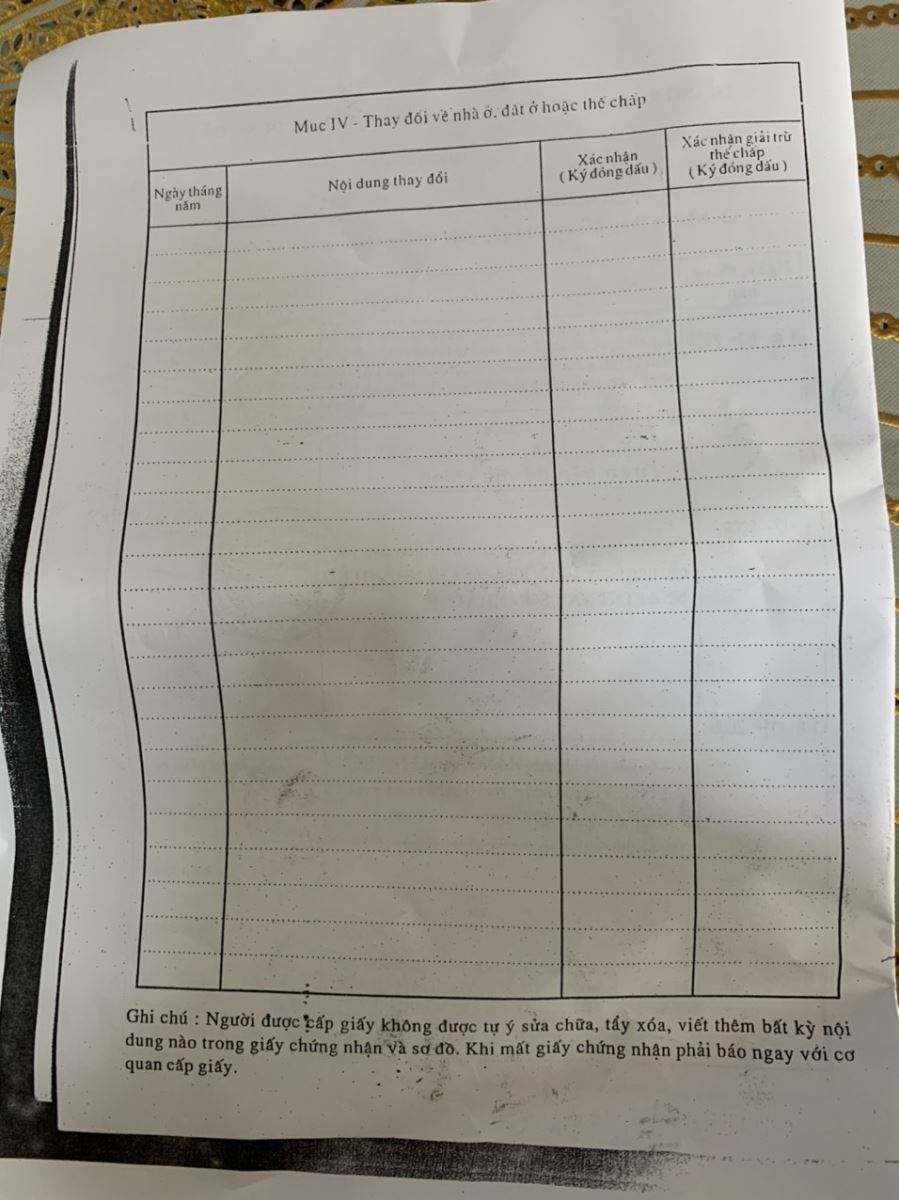 Mục IV - Thay đổi về nhà ở, đất ở hoặc thế chấp
Ngày tháng năm
Nội dung thay đổi
Xác nhận
( Ký đóng dấu )
Xác nhận giải trừ
thế chấp
( Ký đóng dấu )
Ghi chú : Người được cấp giấy không được tự ý sửa chữa, tẩy xóa, viết thêm bất kỳ nội
dung nào trong giấy chứng nhận và sơ đồ. Khi mất giấy chứng nhận phải báo ngay với cơ
quan cấp giấy.